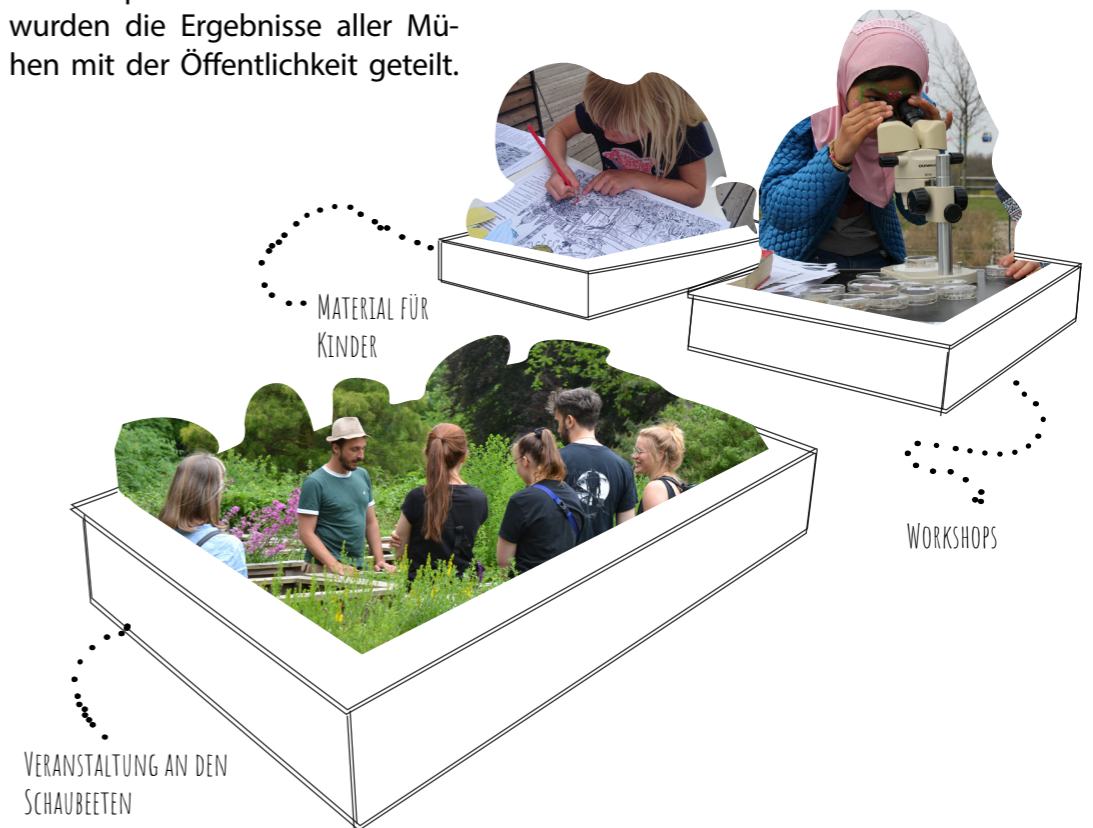 wurden die Ergebnisse aller Mü-
hen mit der Öffentlichkeit geteilt.
Material für
Kinder
Workshops
Veranstaltung an den
Schaubeeten